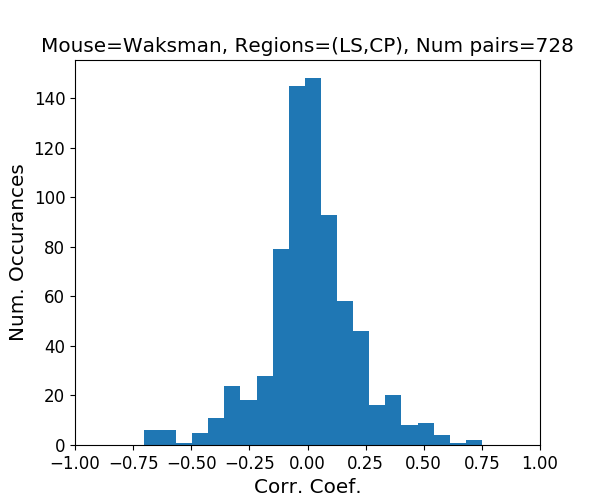 Mouse=Waksman, Regions=(LS,CP), Num pairs=728
Num. Occurances
140
120
100
80
60
40
20
0
−1.00 −0.75 −0.50 −0.25 0.00 0.25 0.50 0.75 1.00
Corr. Coef.